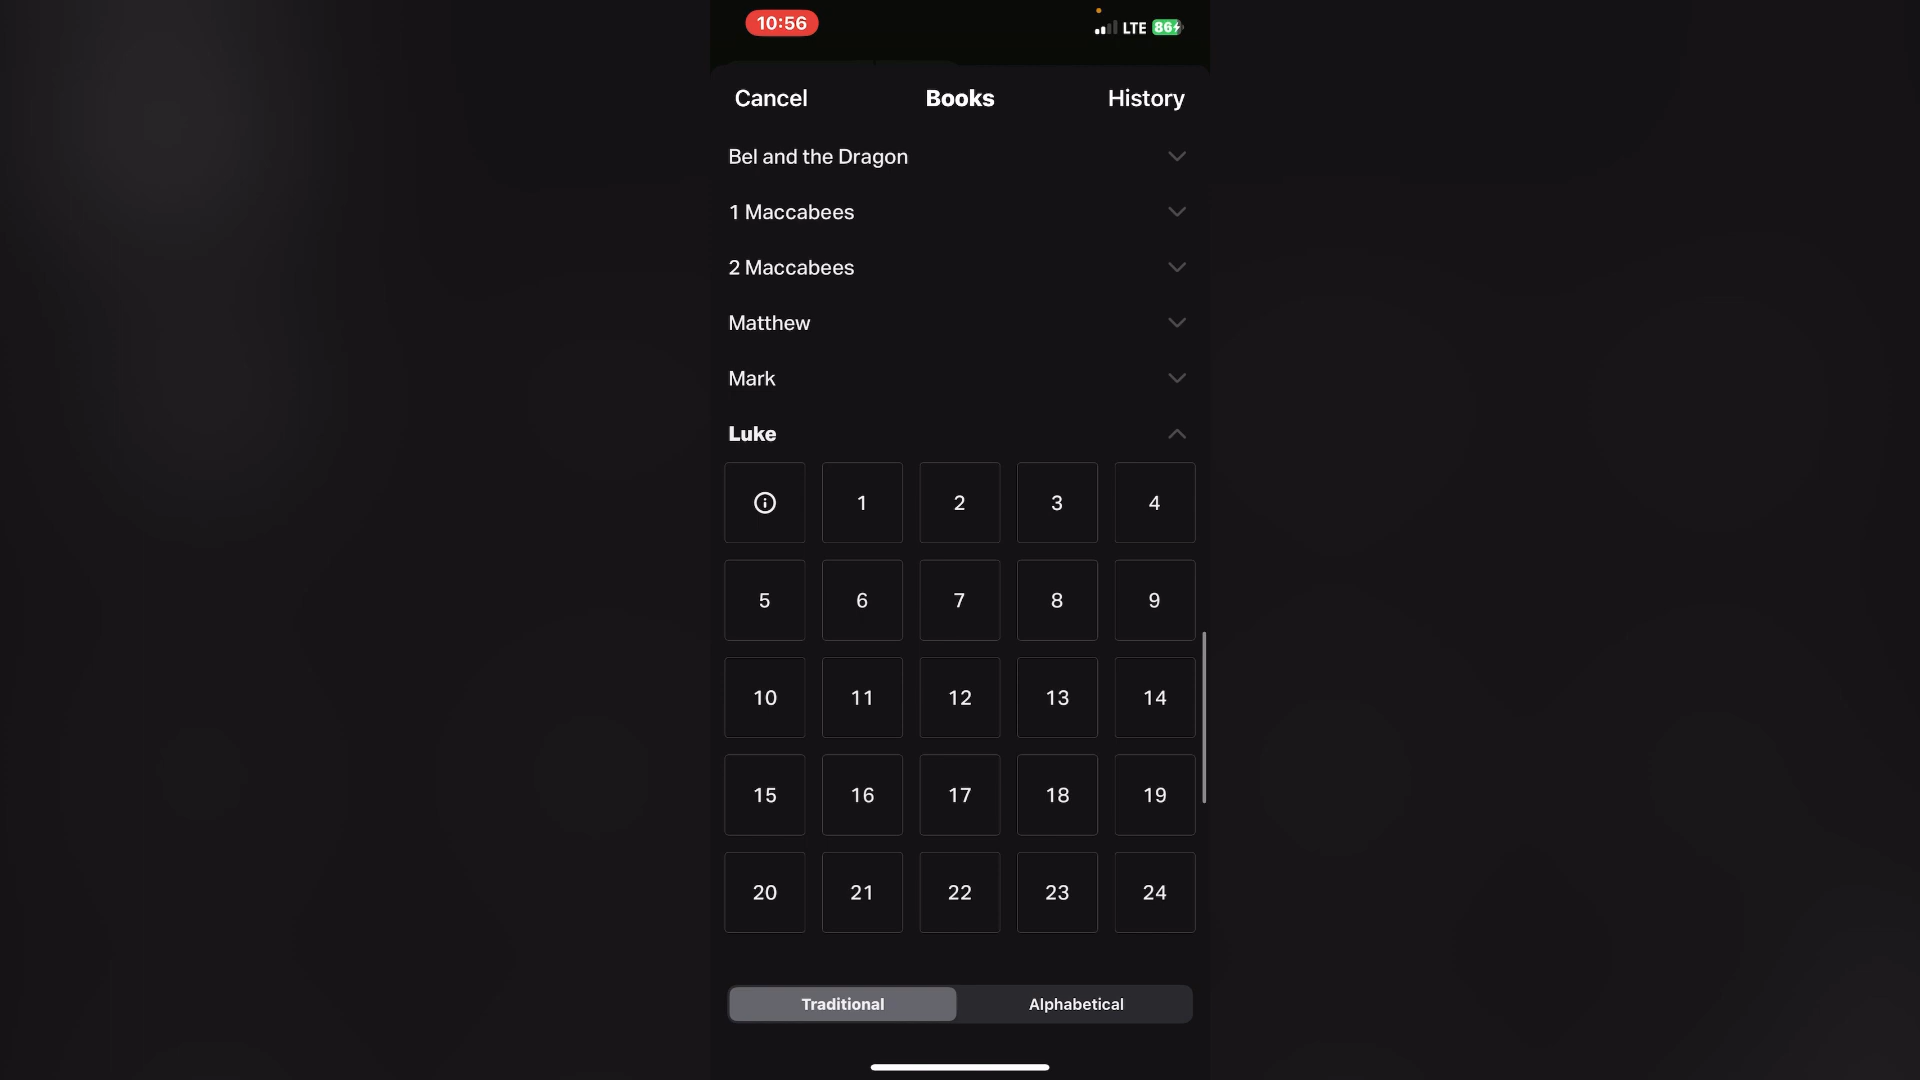 10:56
LTE 86
Cancel Books History
Bel and the Dragon
1 Maccabees
2 Maccabees
Matthew
Mark
Luke
1 2 3 4
5 6 7 8 9
10 11 12 13 14
15 16 17 18 19
20 21 22 23 24
Traditional Alphabetical